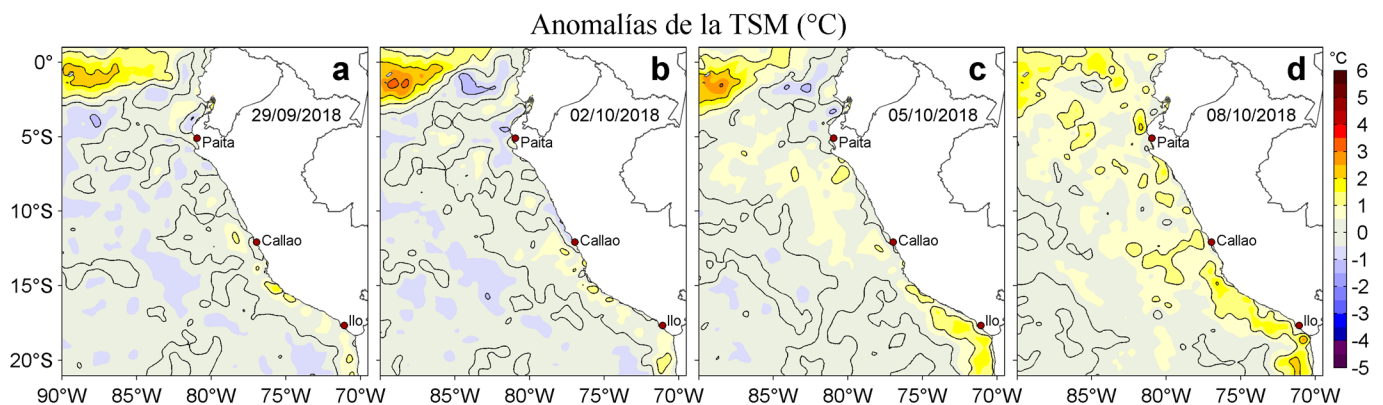 Anomalías de la TSM (°C)
a
29/09/2018
Paita
Callao
Ilo
b
02/10/2018
Paita
Callao
Ilo
c
05/10/2018
Paita
Callao
Ilo
d
08/10/2018
Paita
Callao
Ilo
0°
5°S
10°S
15°S
20°S
90°W 85°W 80°W 75°W 70°W
85°W 80°W 75°W 70°W
85°W 80°W 75°W 70°W
85°W 80°W 75°W 70°W
°C
6
5
4
3
2
1
0
-1
-2
-3
-4
-5